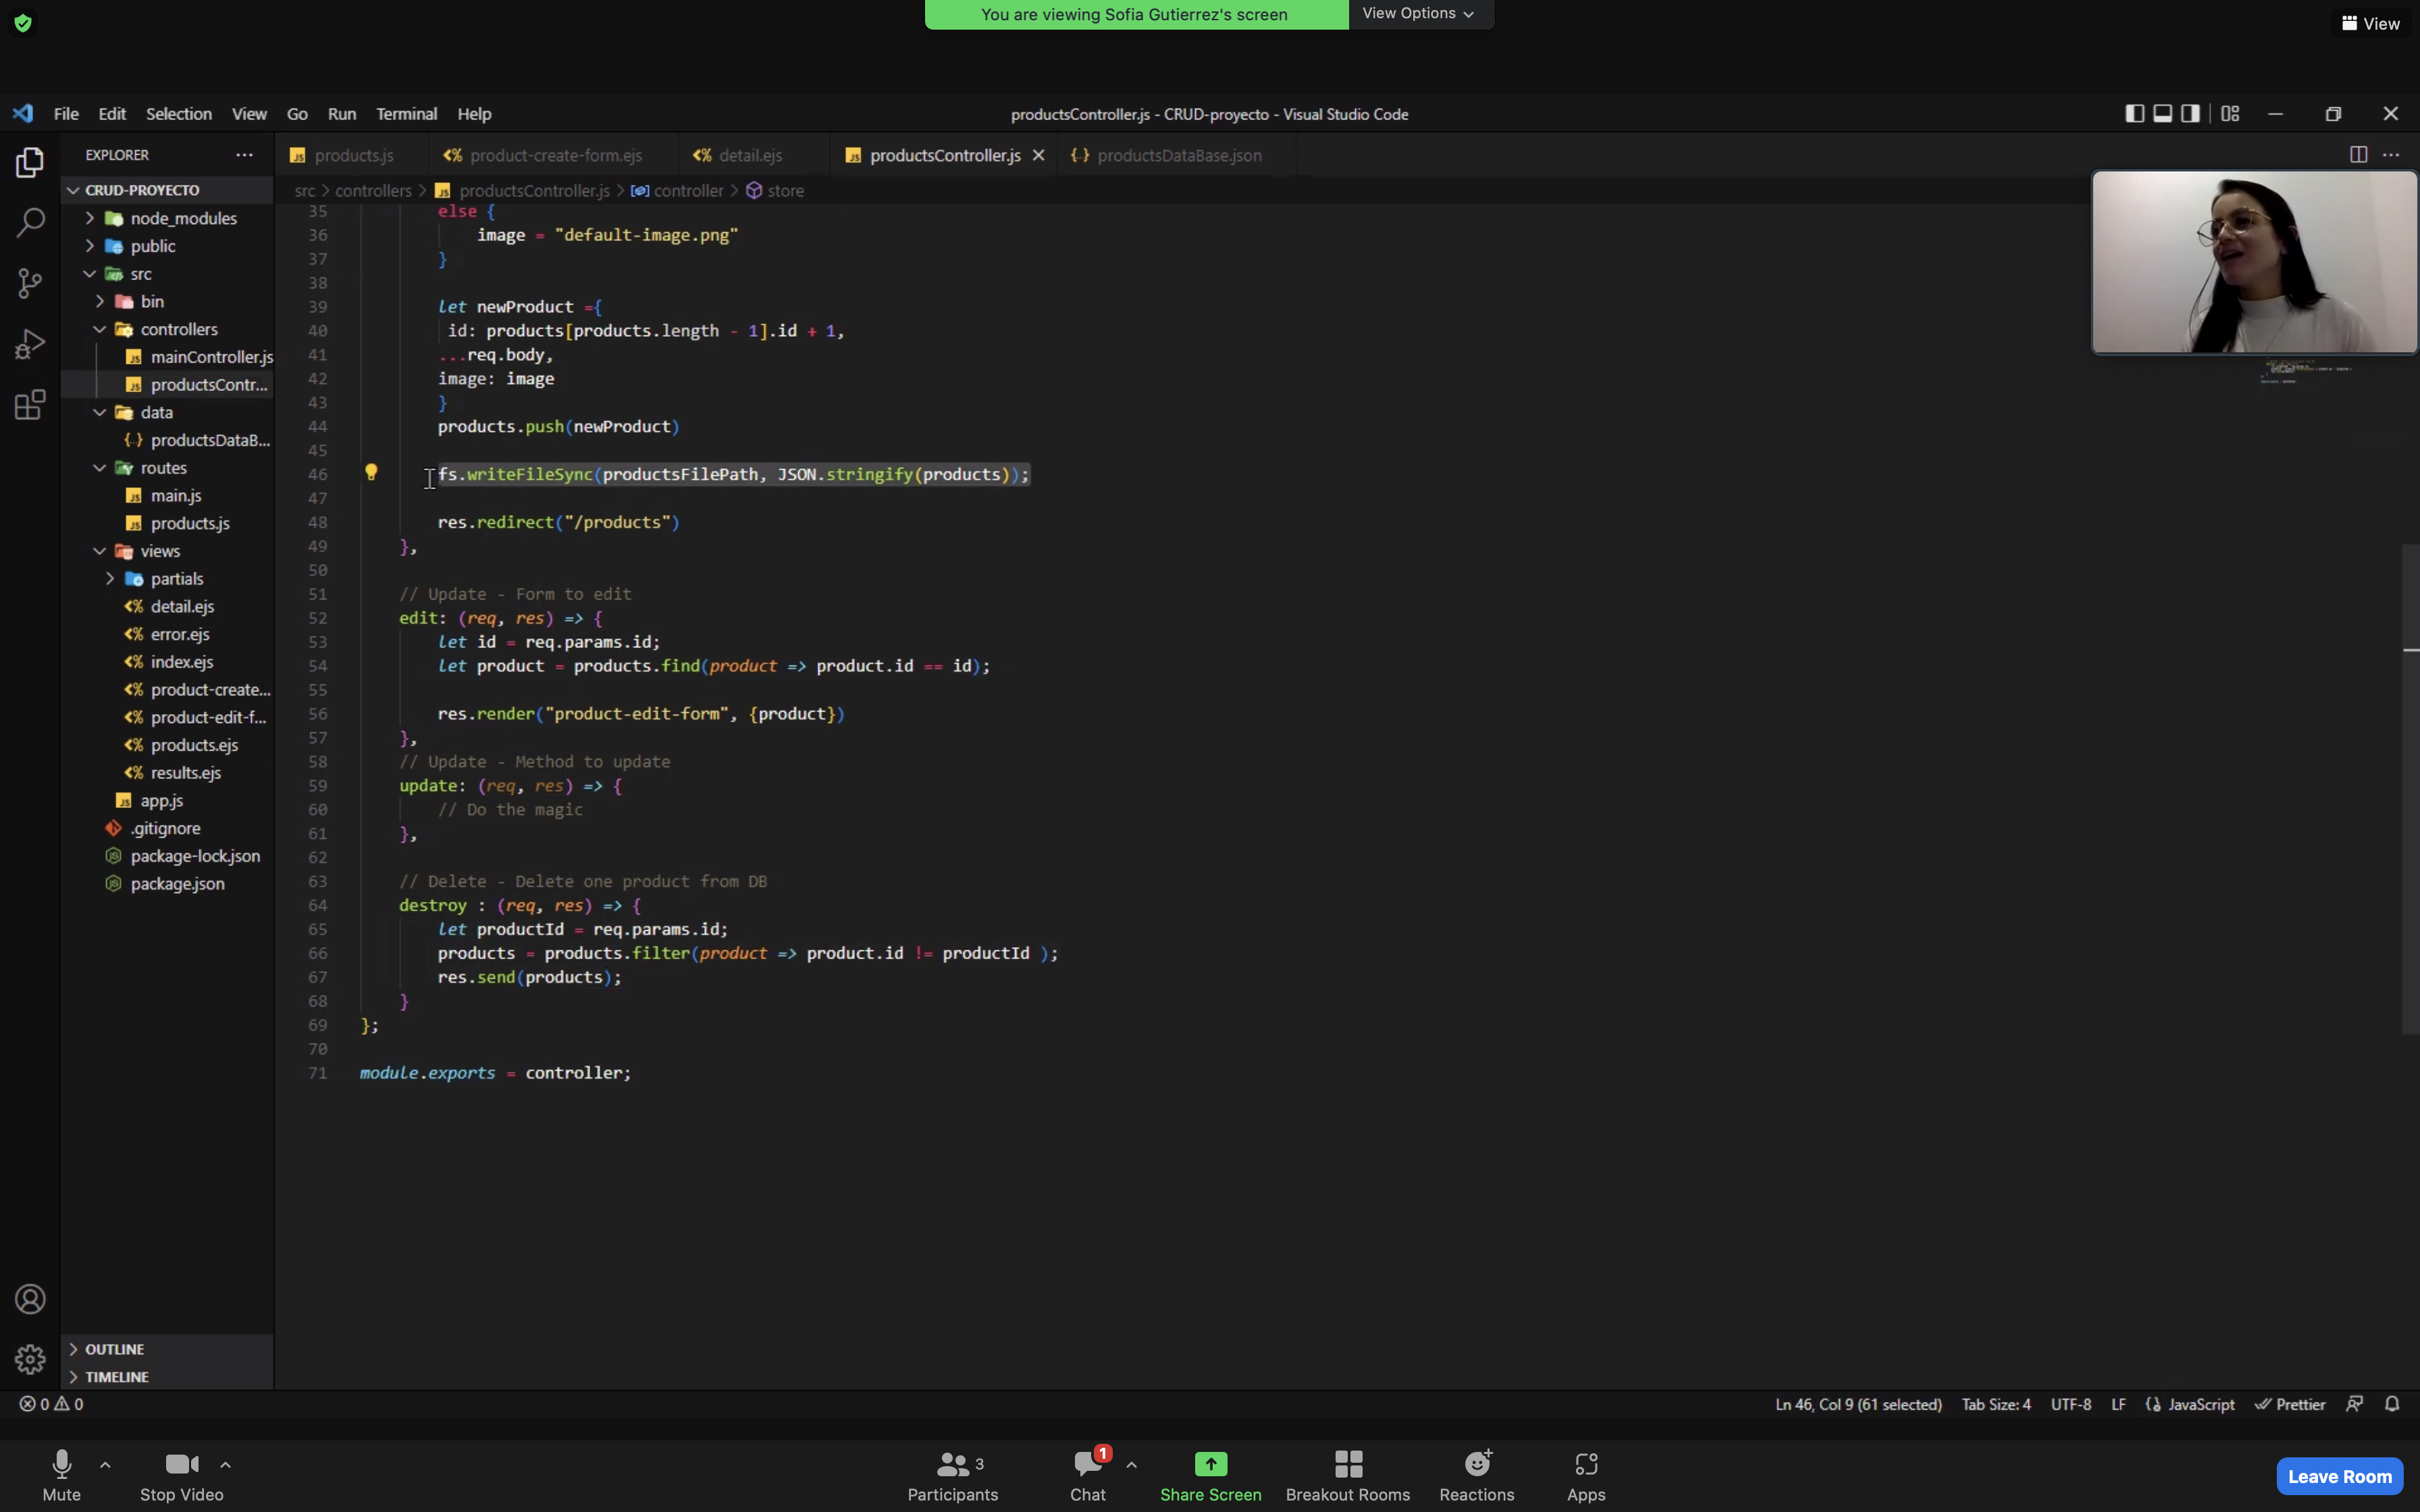 You are viewing Sofia Gutierrez's screen
View Options
View
File Edit Selection View Go Run Terminal Help
productsController.js - CRUD-proyecto - Visual Studio Code
EXPLORER
products.js
product-create-form.ejs
detail.ejs
productsController.js
productsDataBase.json
src > controllers > productsController.js > controller > store
CRUD-PROYECTO
node_modules
public
src
bin
controllers
mainController.js
productsContr...
data
productsDataB...
routes
main.js
products.js
views
partials
detail.ejs
error.ejs
index.ejs
product-create...
product-edit-f...
products.ejs
results.ejs
app.js
.gitignore
package-lock.json
package.json
OUTLINE
TIMELINE
35 else {
36 image = "default-image.png"
37 }
38
39 let newProduct ={
40 id: products[products.length - 1].id + 1,
41 ...req.body,
42 image: image
43 }
44 products.push(newProduct)
45
46 fs.writeFileSync(productsFilePath, JSON.stringify(products));
47
48 res.redirect("/products")
49 },
50
51 // Update - Form to edit
52 edit: (req, res) => {
53 let id = req.params.id;
54 let product = products.find(product => product.id == id);
55
56 res.render("product-edit-form", {product})
57 },
58 // Update - Method to update
59 update: (req, res) => {
60 // Do the magic
61 },
62
63 // Delete - Delete one product from DB
64 destroy : (req, res) => {
65 let productId = req.params.id;
66 products = products.filter(product => product.id != productId );
67 res.send(products);
68 }
69 };
70
71 module.exports = controller;
0 0
Ln 46, Col 9 (61 selected) Tab Size: 4 UTF-8 LF JavaScript Prettier
Mute
Stop Video
Participants 3
Chat 1
Share Screen
Breakout Rooms
Reactions
Apps
Leave Room